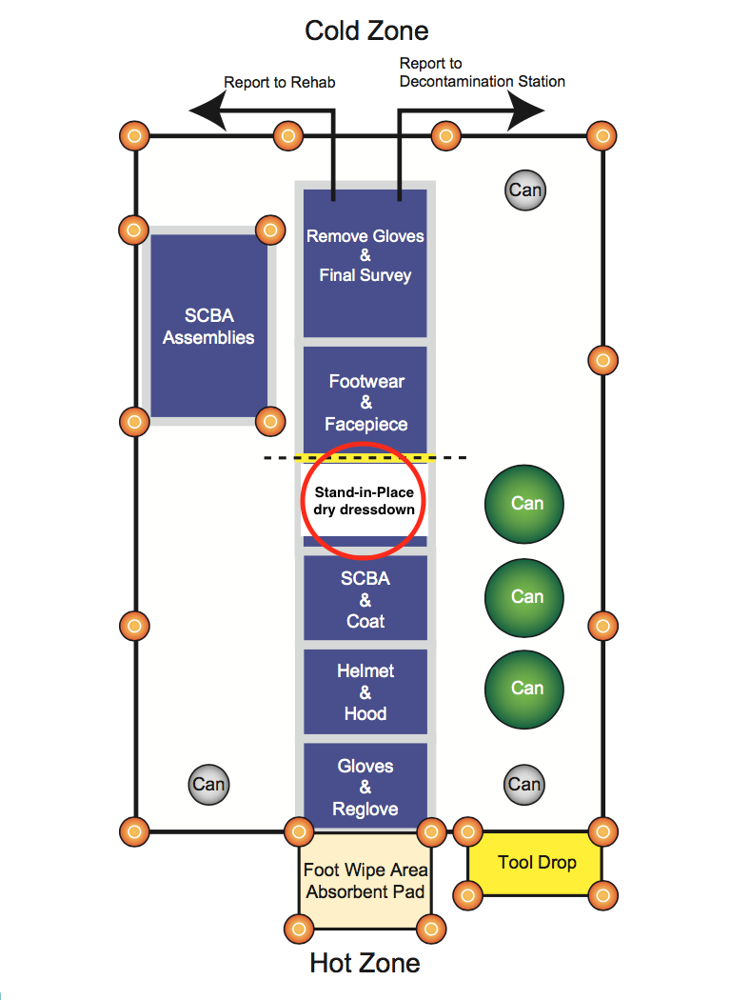 Cold Zone
Report to Rehab
Report to
Decontamination Station
Can
Remove Gloves
&
Final Survey
SCBA
Assemblies
Footwear
&
Facepiece
Stand-in-Place
dry dressdown
Can
SCBA
&
Coat
Can
Helmet
&
Hood
Can
Gloves
&
Reglove
Can
Can
Foot Wipe Area
Absorbent Pad
Tool Drop
Hot Zone